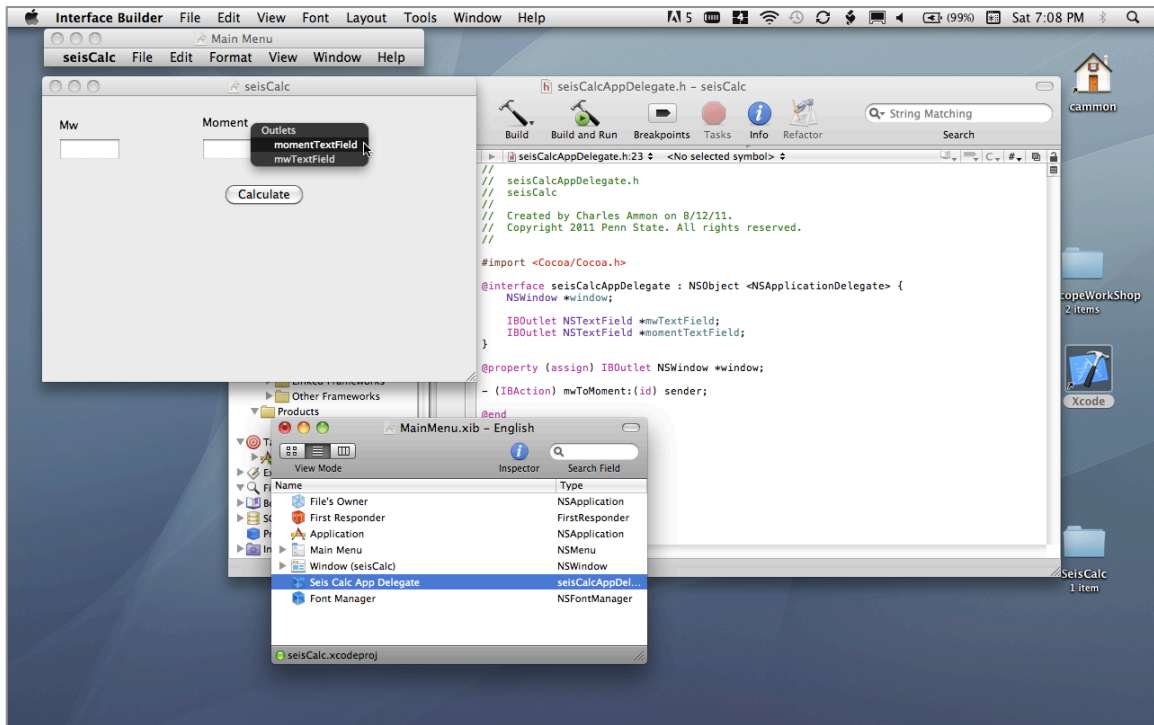 Interface Builder File Edit View Font Layout Tools Window Help 5 (99%) Sat 7:08 PM
Main Menu
seisCalc File Edit Format View Window Help
seisCalc
Mw
Moment
Outlets
momentTextField
mwTextField
Calculate
seisCalcAppDelegate.h – seisCalc
String Matching
Build Build and Run Breakpoints Tasks Info Refactor Search
seisCalcAppDelegate.h:23 <No selected symbol> C #
//
// seisCalcAppDelegate.h
// seisCalc
//
// Created by Charles Ammon on 8/12/11.
// Copyright 2011 Penn State. All rights reserved.
//
#import <Cocoa/Cocoa.h>
@interface seisCalcAppDelegate : NSObject <NSApplicationDelegate> {
NSWindow *window;
IBOutlet NSTextField *mwTextField;
IBOutlet NSTextField *momentTextField;
}
@property (assign) IBOutlet NSWindow *window;
- (IBAction) mwToMoment:(id) sender;
@end
Linked Frameworks
Other Frameworks
Products
MainMenu.xib – English
View Mode Inspector Search Field
Name Type
File's Owner NSApplication
First Responder FirstResponder
Application NSApplication
Main Menu NSMenu
Window (seisCalc) NSWindow
Seis Calc App Delegate seisCalcAppDel...
Font Manager NSFontManager
seisCalc.xcodeproj
cammon
copeWorkShop
2 items
Xcode
SeisCalc
1 item